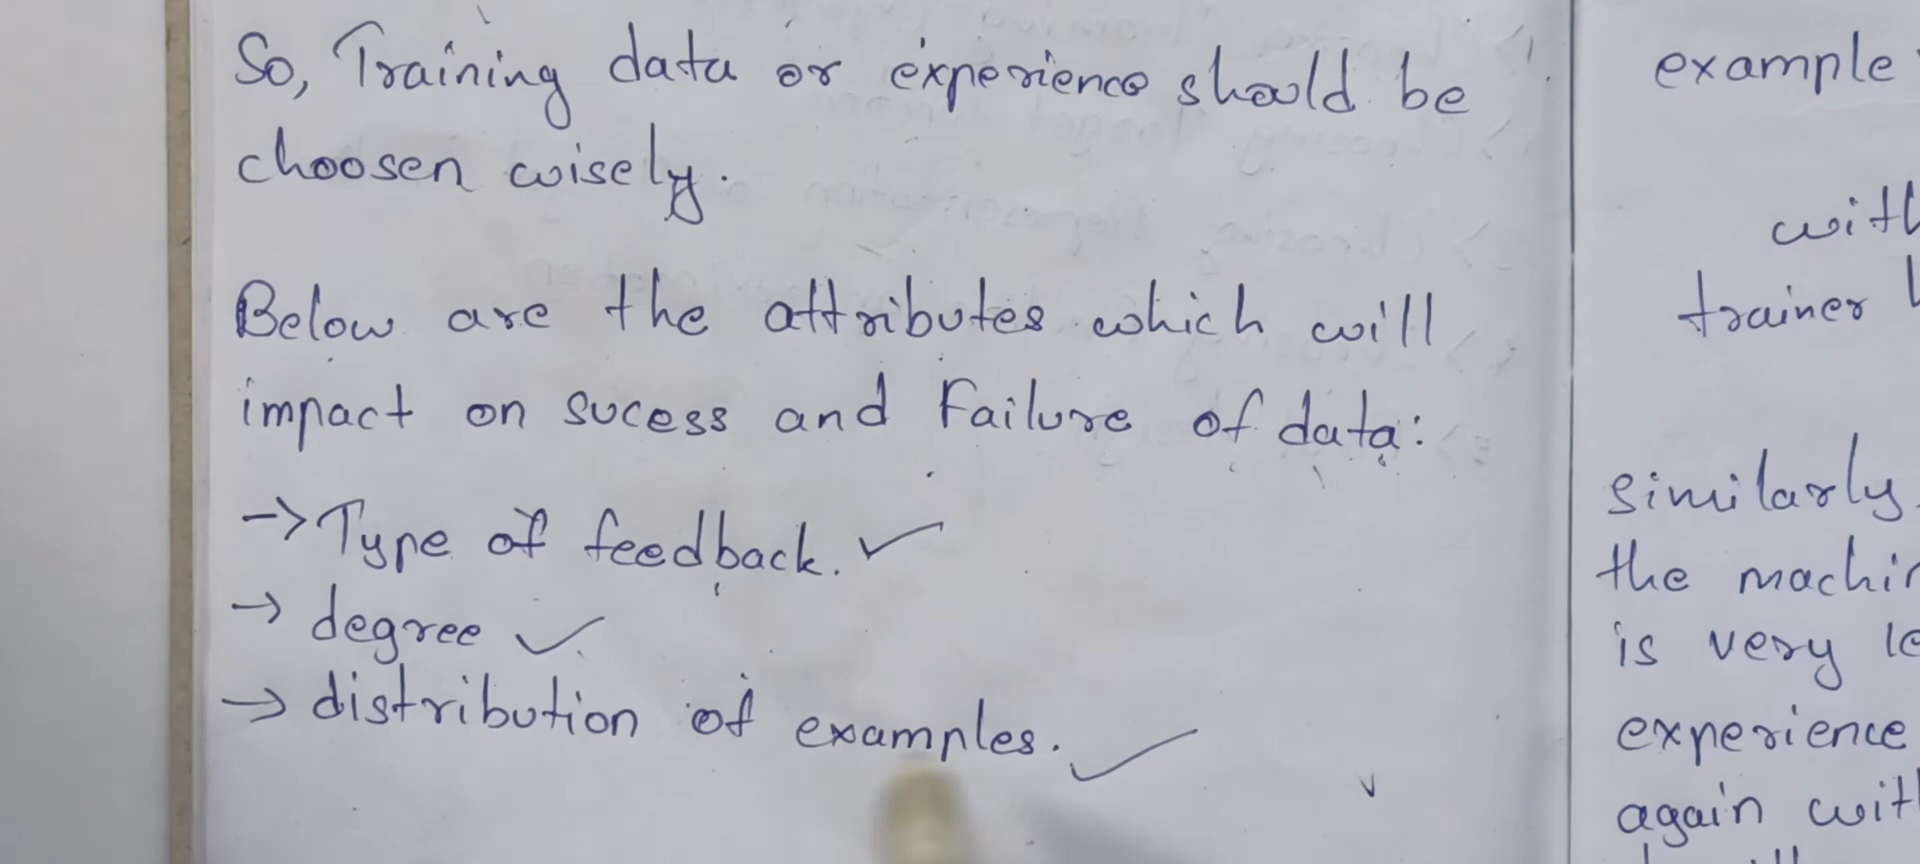 So, Training data or experience should be
choosen wisely.
Below are the attributes which will
impact on sucess and Failure of data:
→ Type of feedback. ✓
→ degree ✓
→ distribution of examples. ✓
example
with
trainer
similarly
the machin
is very le
experience
again wit